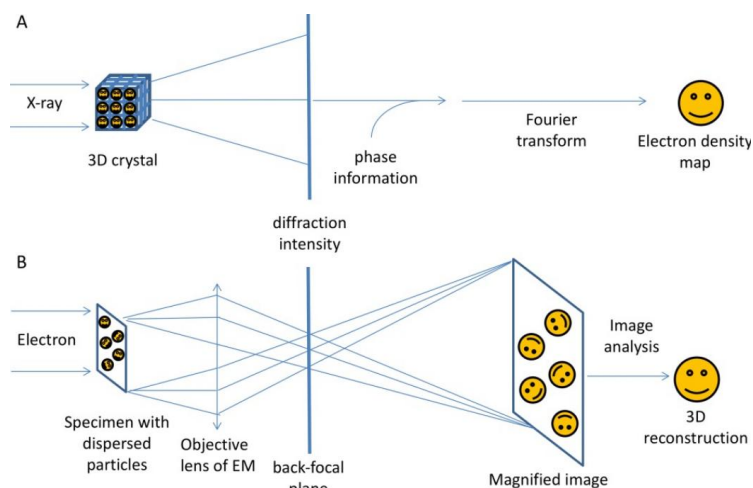 A
X-ray
3D crystal
phase
information
Fourier
transform
Electron density
map
diffraction
intensity
B
Electron
Specimen with
dispersed
particles
Objective
lens of EM
back-focal
plane
Magnified image
Image
analysis
3D
reconstruction